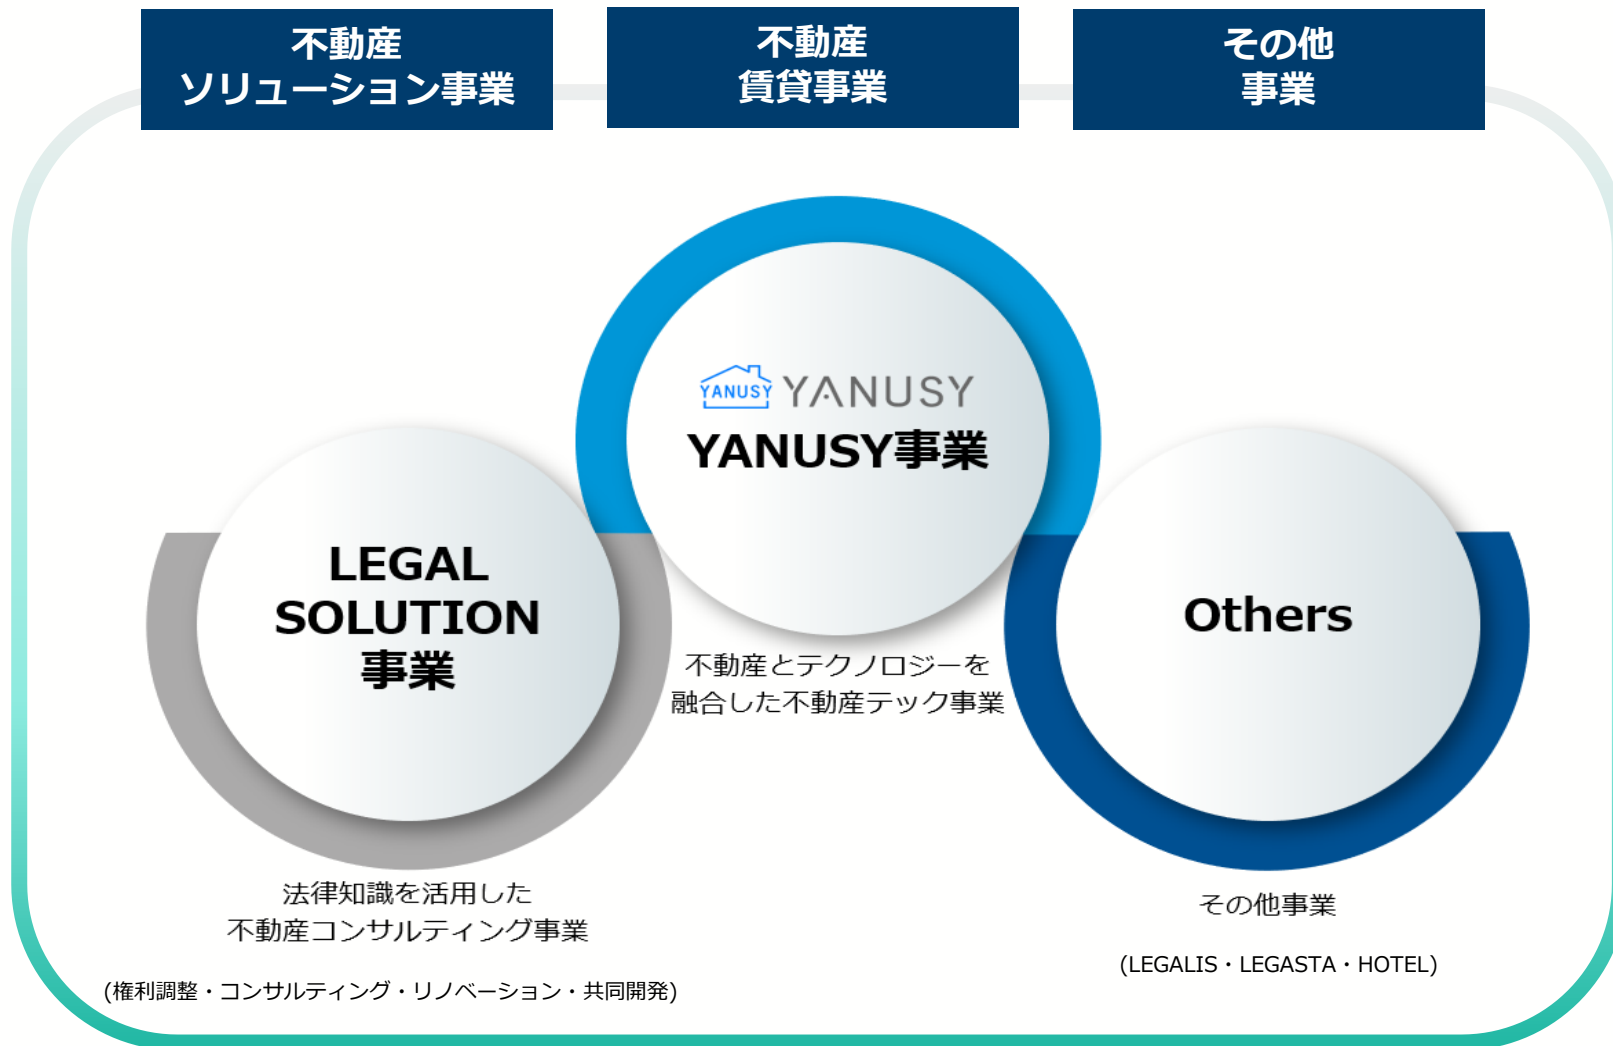 不動産
ソリューション事業
不動産
賃貸事業
その他
事業
YANUSY
YANUSY
YANUSY事業
不動産とテクノロジーを
融合した不動産テック事業
LEGAL
SOLUTION
事業
法律知識を活用した
不動産コンサルティング事業
(権利調整・コンサルティング・リノベーション・共同開発)
Others
その他事業
(LEGALIS・LEGASTA・HOTEL)